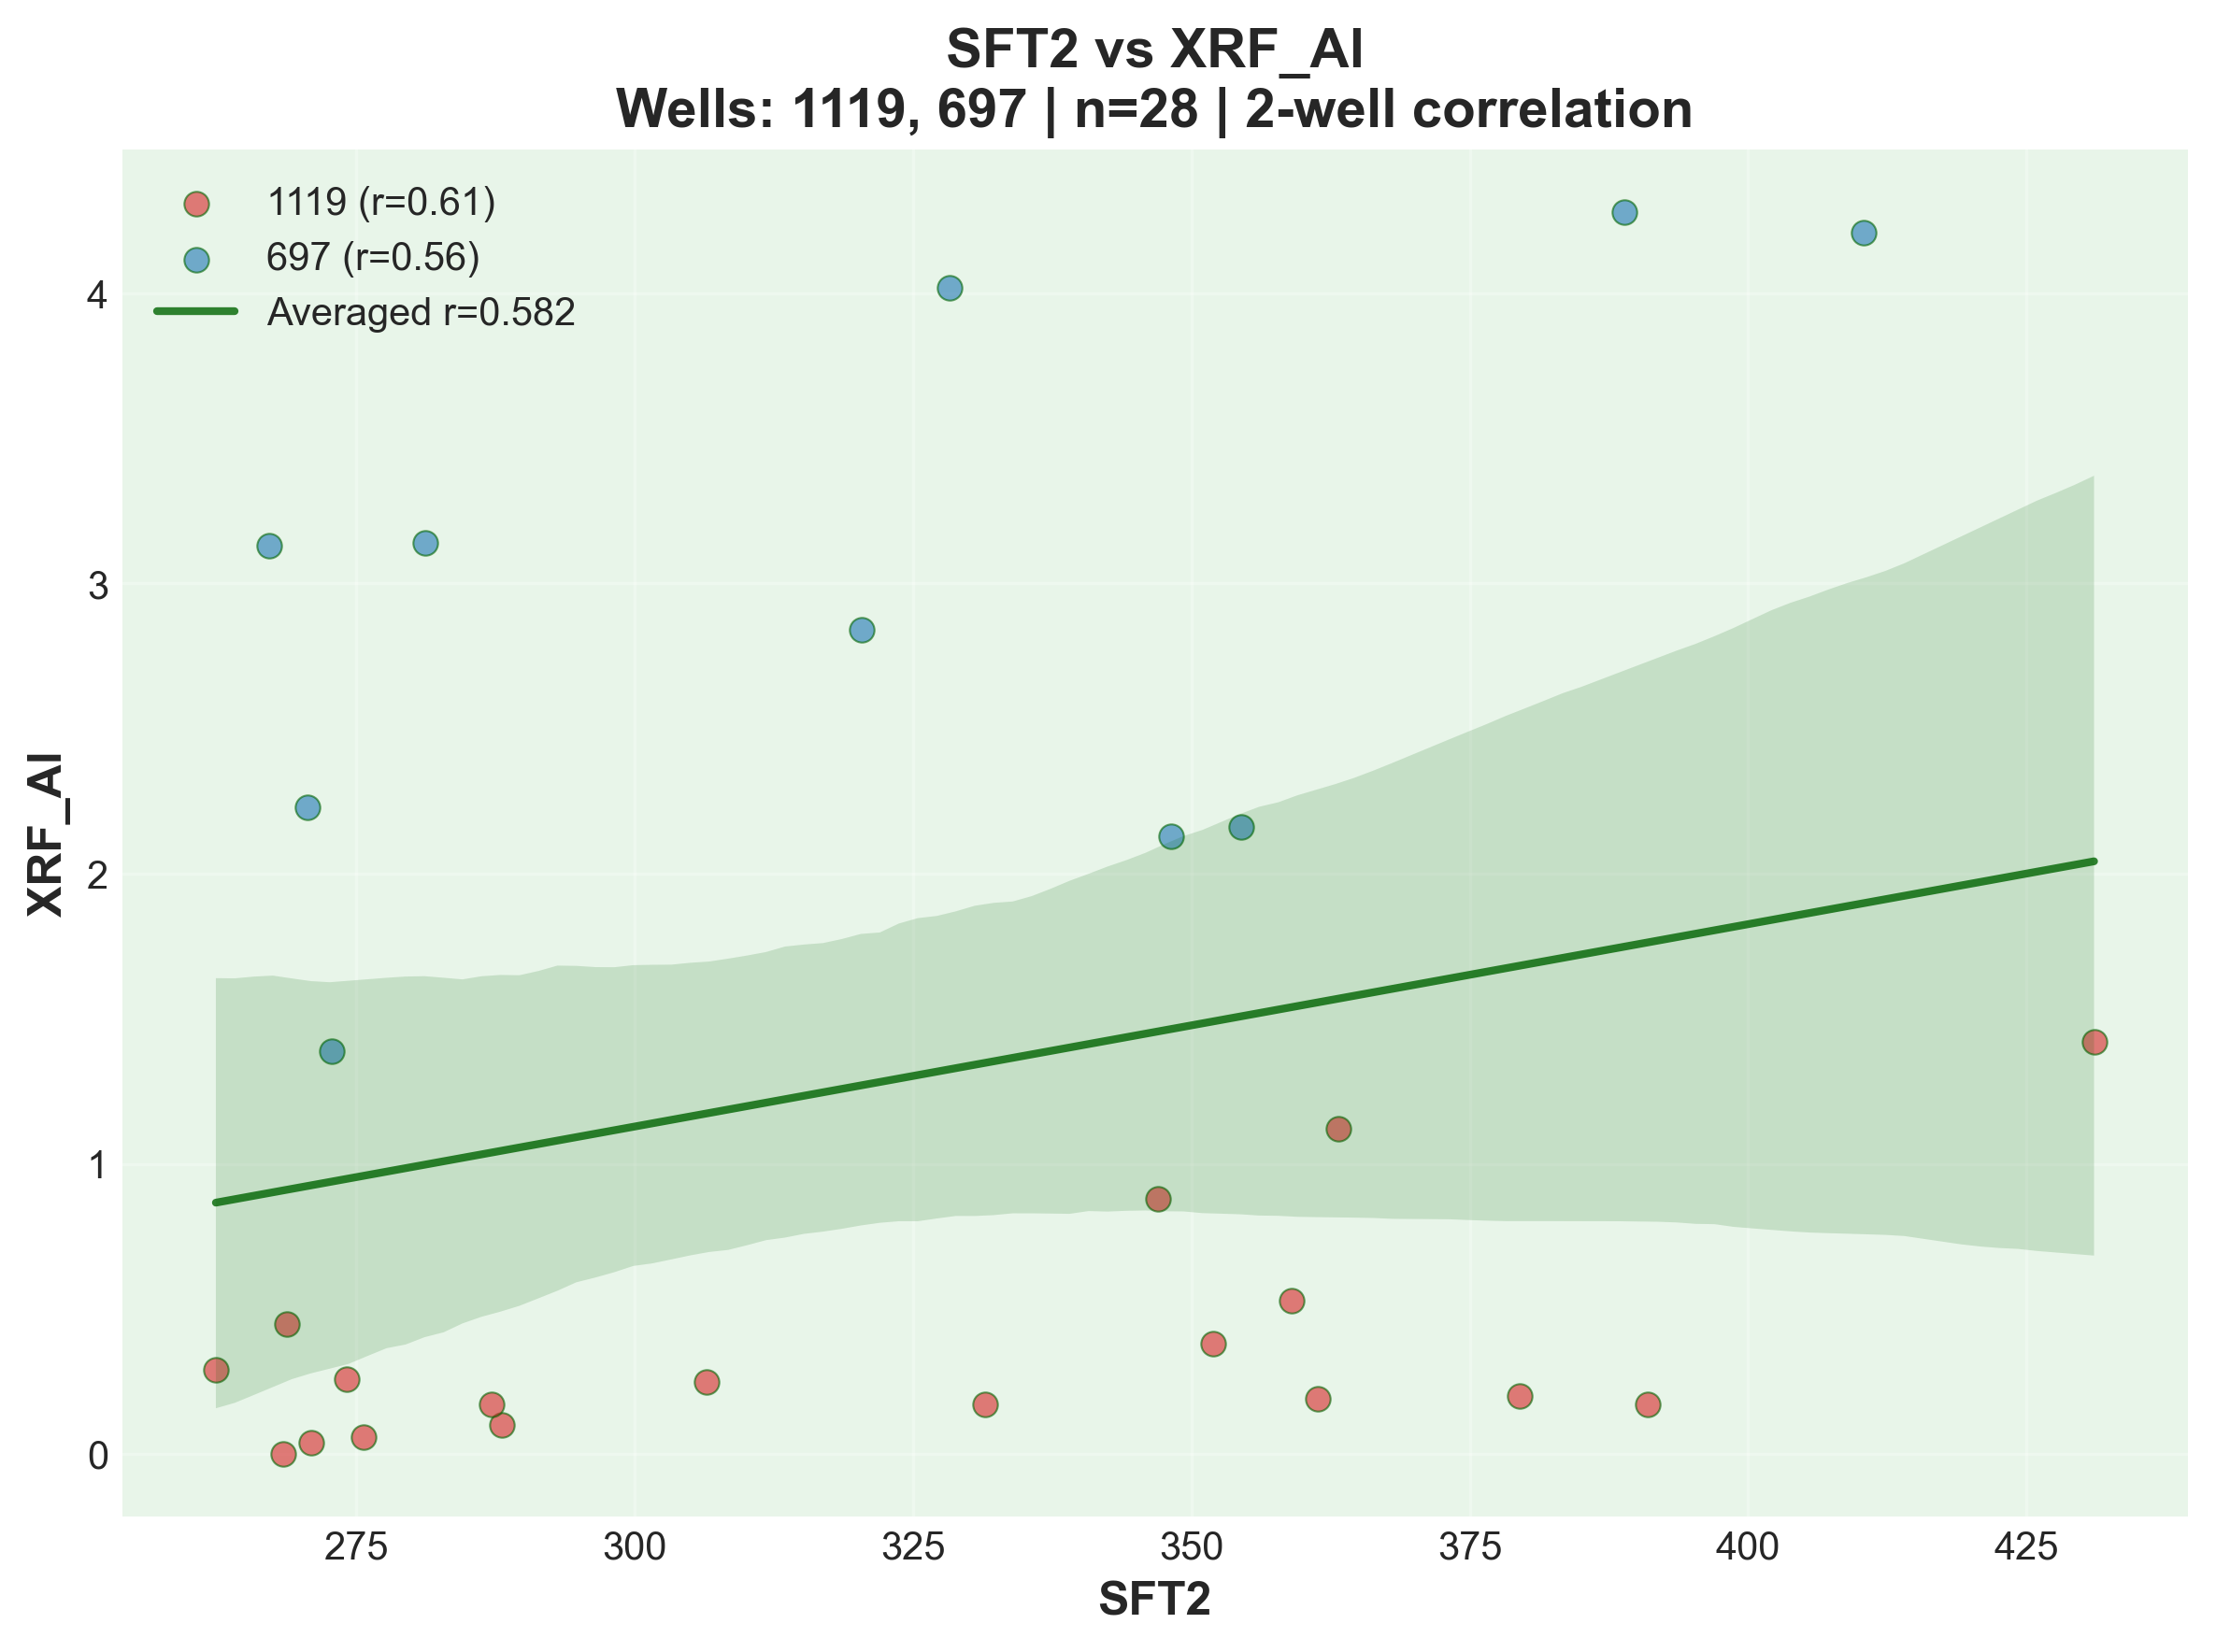 SFT2 vs XRF_Al
Wells: 1119, 697 | n=28 | 2-well correlation
1119 (r=0.61)
697 (r=0.56)
Averaged r=0.582
XRF_Al
4
3
2
1
0
275
300
325
350
375
400
425
SFT2